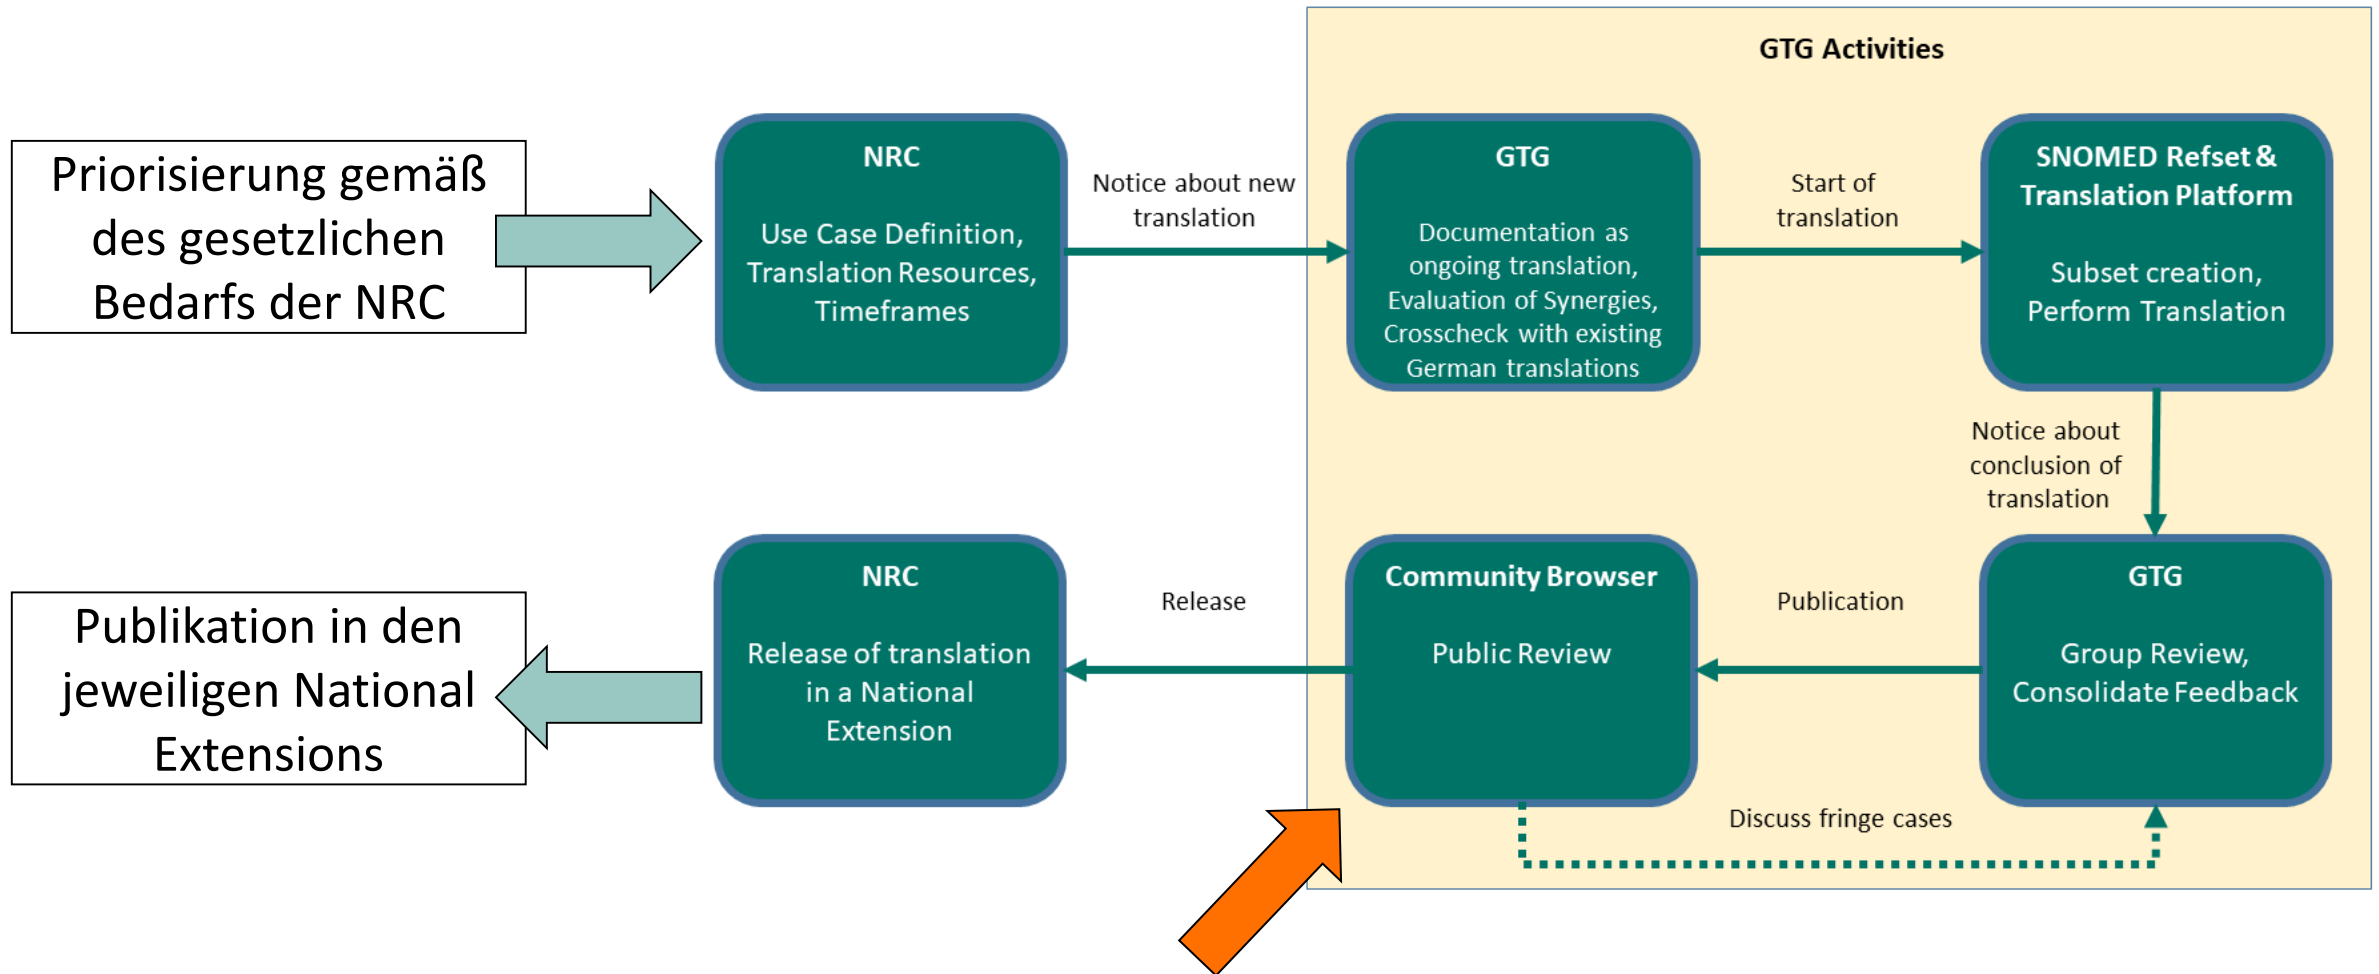 GTG Activities
Priorisierung gemäß
des gesetzlichen
Bedarfs der NRC
NRC
Use Case Definition,
Translation Resources,
Timeframes
Notice about new
translation
GTG
Documentation as
ongoing translation,
Evaluation of Synergies,
Crosscheck with existing
German translations
Start of
translation
SNOMED Refset &
Translation Platform
Subset creation,
Perform Translation
Notice about
conclusion of
translation
GTG
Group Review,
Consolidate Feedback
Publication
Community Browser
Public Review
Discuss fringe cases
Release
NRC
Release of translation
in a National
Extension
Publikation in den
jeweiligen National
Extensions